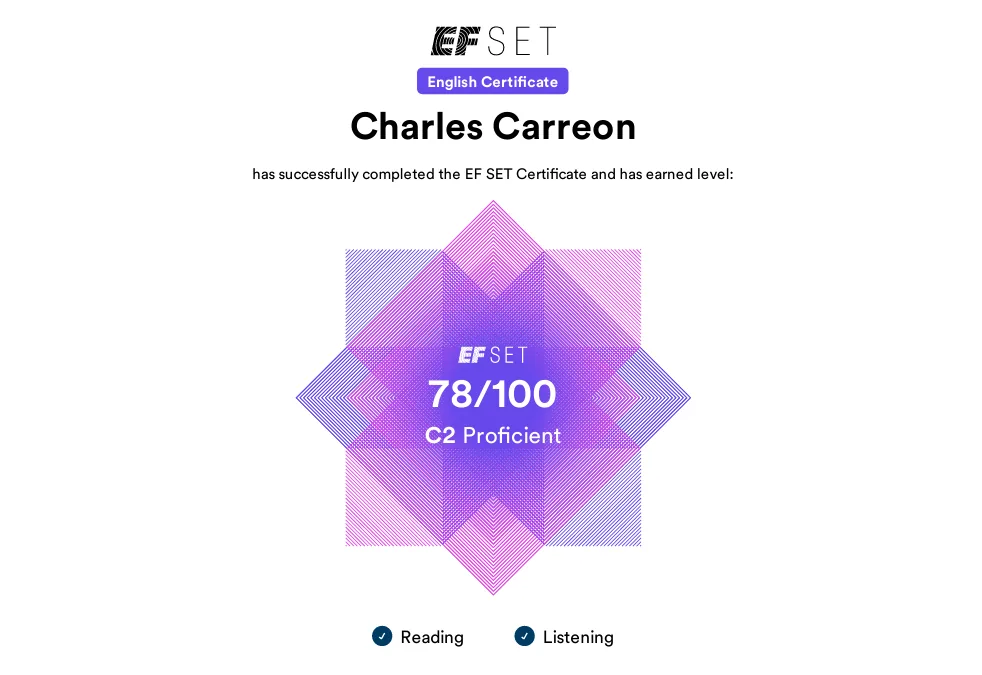 EF SET
English Certificate
Charles Carreon
has successfully completed the EF SET Certificate and has earned level:
EF SET
78/100
C2 Proficient
Reading Listening